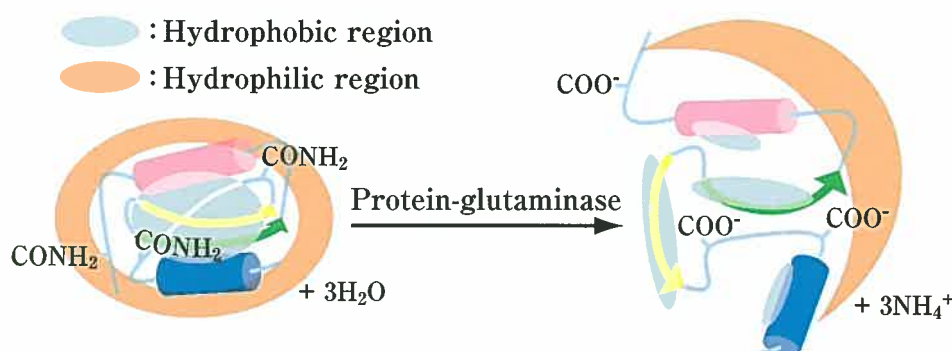 : Hydrophobic region
: Hydrophilic region
COO⁻
CONH₂
Protein-glutaminase
COO⁻
COO⁻
CONH₂
CONH₂
+ 3H₂O
+ 3NH₄⁺